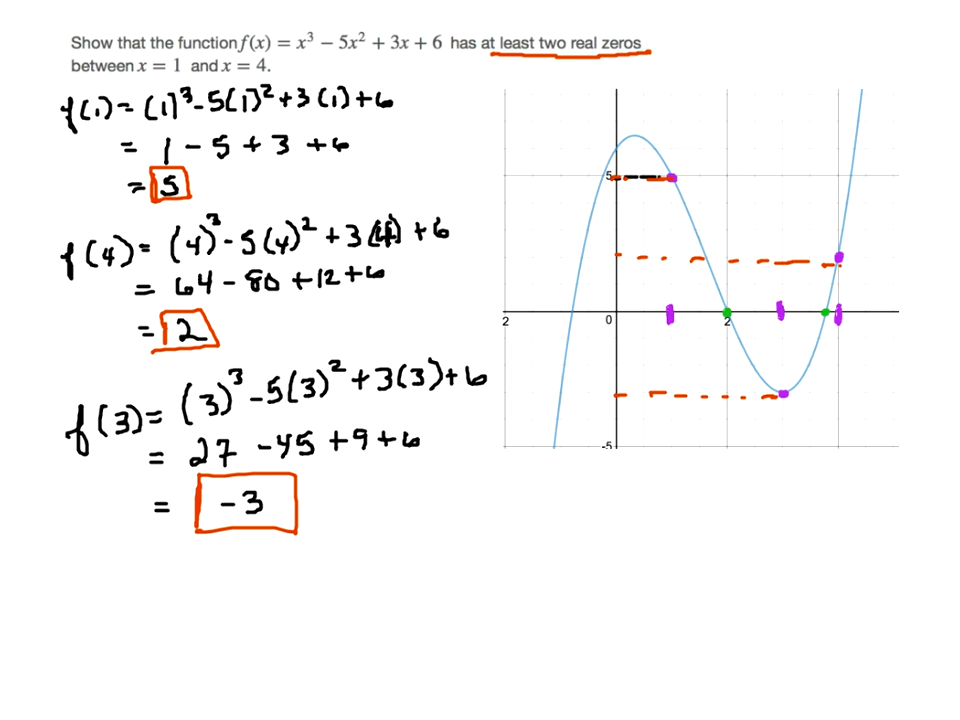 Show that the function f(x) = x³ − 5x² + 3x + 6 has at least two real zeros
between x = 1 and x = 4.
f(1) = (1)³ - 5(1)² + 3(1) + 6
= 1 - 5 + 3 + 6
= 5
f(4) = (4)³ - 5(4)² + 3(4) + 6
= 64 - 80 + 12 + 6
= 2
f(3) = (3)³ - 5(3)² + 3(3) + 6
= 27 - 45 + 9 + 6
= -3
5
2 0 2
-5